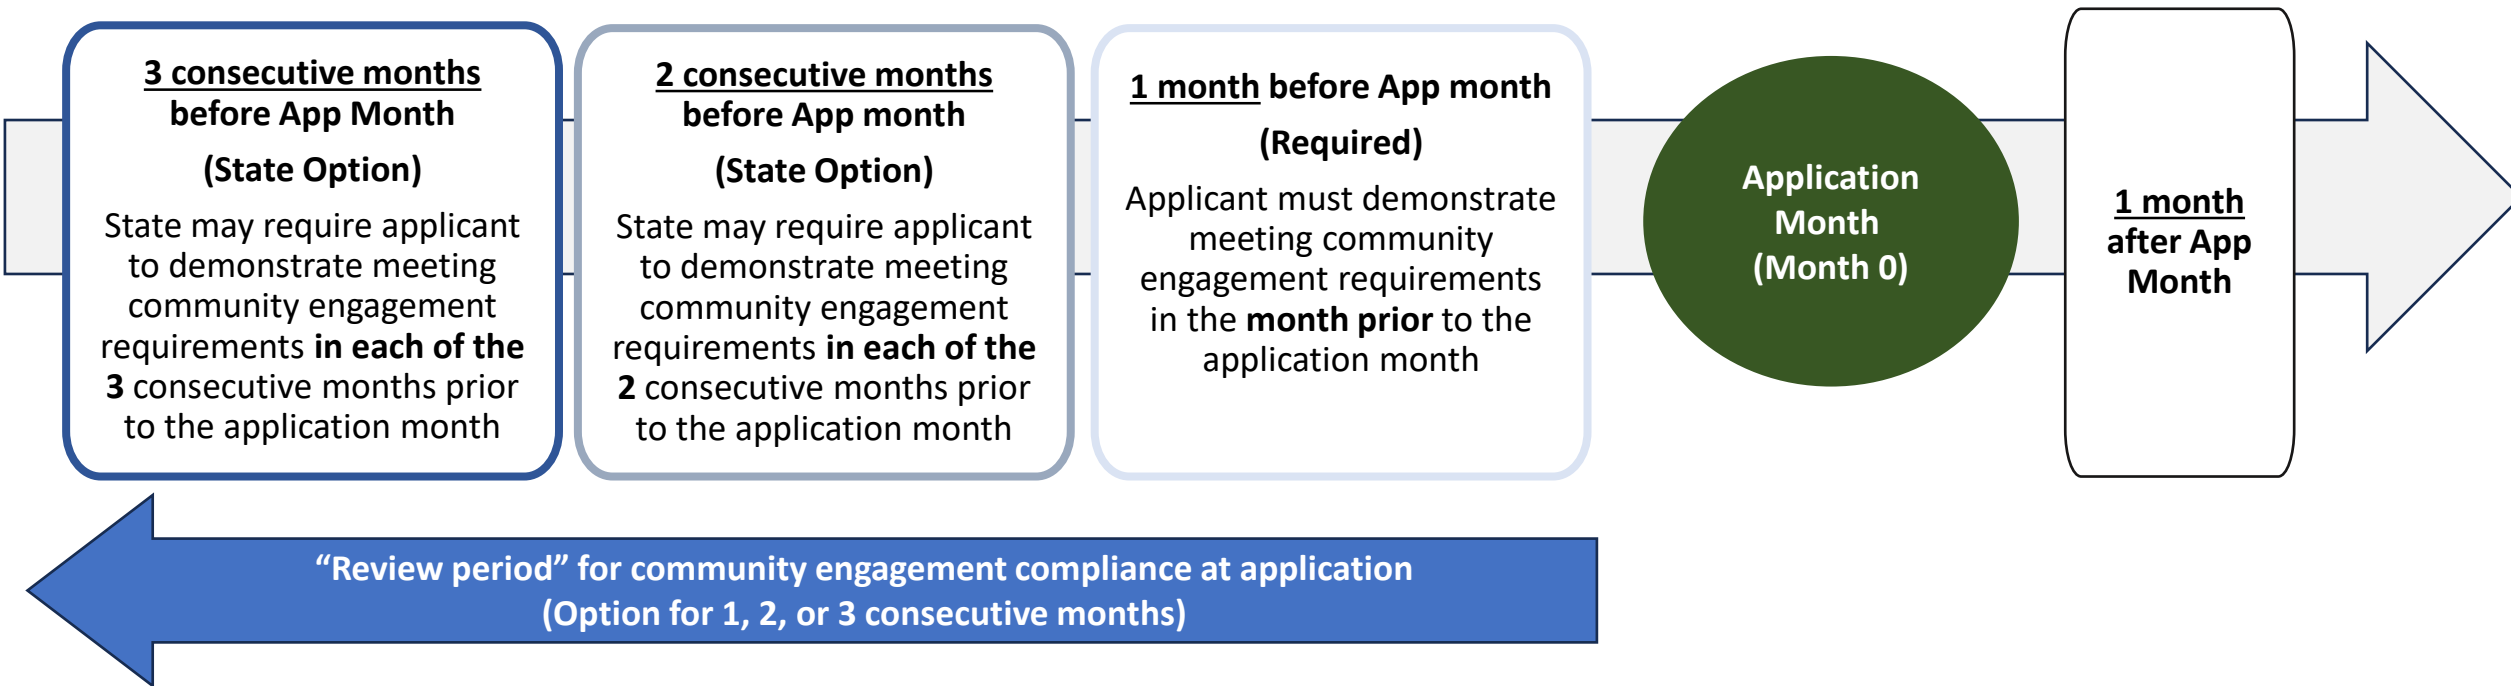 3 consecutive months
before App Month
(State Option)
State may require applicant
to demonstrate meeting
community engagement
requirements in each of the
3 consecutive months prior
to the application month
2 consecutive months
before App month
(State Option)
State may require applicant
to demonstrate meeting
community engagement
requirements in each of the
2 consecutive months prior
to the application month
1 month before App month
(Required)
Applicant must demonstrate
meeting community
engagement requirements
in the month prior to the
application month
Application
Month
(Month 0)
1 month
after App
Month
“Review period” for community engagement compliance at application
(Option for 1, 2, or 3 consecutive months)